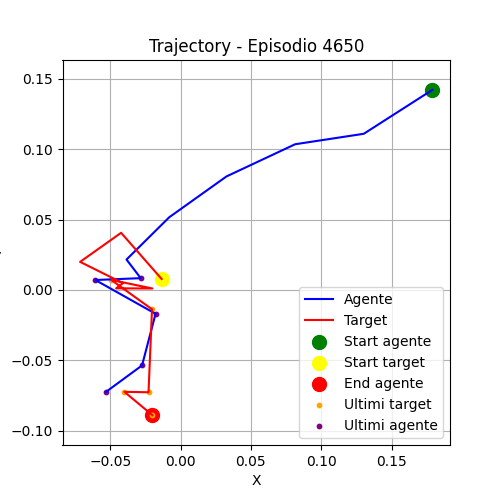 Trajectory - Episodio 4650
0.15
0.10
0.05
0.00
−0.05
−0.10
−0.05
0.00
0.05
0.10
0.15
X
Agente
Target
Start agente
Start target
End agente
Ultimi target
Ultimi agente